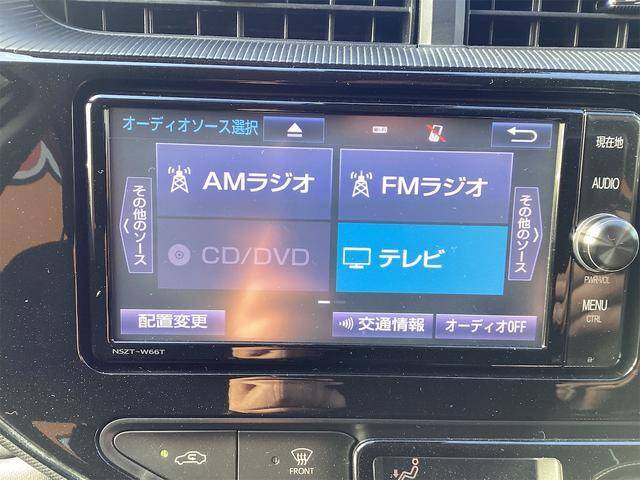 オーディオソース選択
現在地
AMラジオ
FMラジオ
AUDIO
その他のソース
その他のソース
CD/DVD
テレビ
PWR•VOL
MENU
CTRL
配置変更
交通情報
オーディオOFF
NSZT-W66T
FRONT